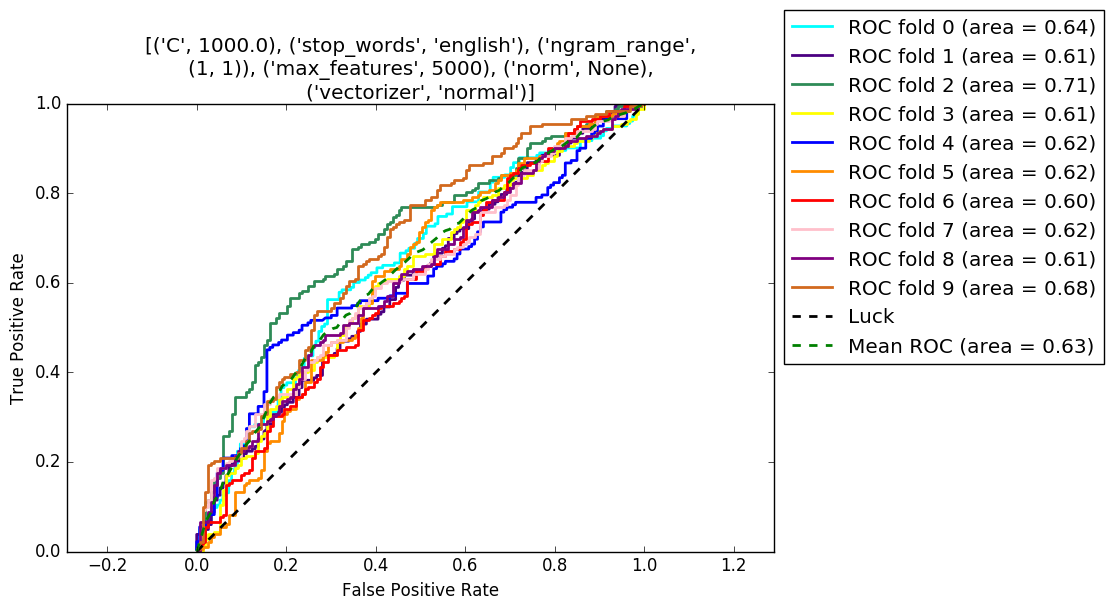 [('C', 1000.0), ('stop_words', 'english'), ('ngram_range',
(1, 1)), ('max_features', 5000), ('norm', None),
('vectorizer', 'normal')]
1.0
0.8
0.6
0.4
0.2
0.0
True Positive Rate
−0.2
0.0
0.2
0.4
0.6
0.8
1.0
1.2
False Positive Rate
ROC fold 0 (area = 0.64)
ROC fold 1 (area = 0.61)
ROC fold 2 (area = 0.71)
ROC fold 3 (area = 0.61)
ROC fold 4 (area = 0.62)
ROC fold 5 (area = 0.62)
ROC fold 6 (area = 0.60)
ROC fold 7 (area = 0.62)
ROC fold 8 (area = 0.61)
ROC fold 9 (area = 0.68)
Luck
Mean ROC (area = 0.63)